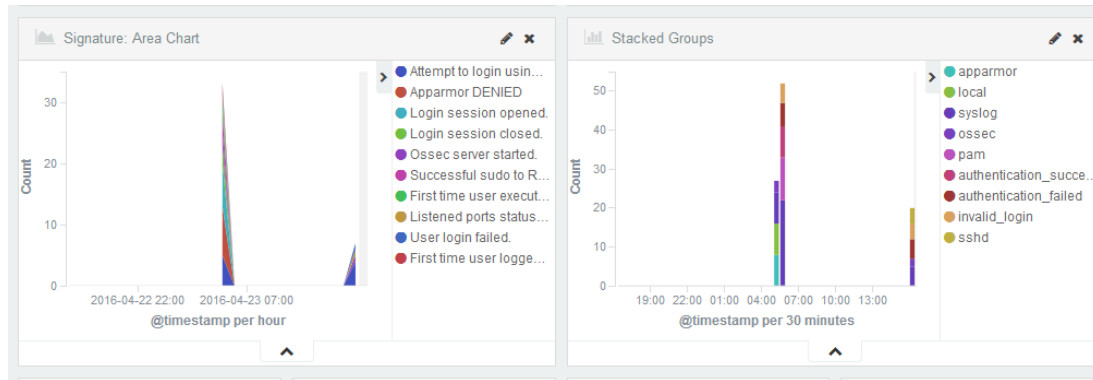 Signature: Area Chart
Count
30
20
10
0
2016-04-22 22:00 2016-04-23 07:00
@timestamp per hour
Attempt to login usin...
Apparmor DENIED
Login session opened.
Login session closed.
Ossec server started.
Successful sudo to R...
First time user execut...
Listened ports status...
User login failed.
First time user logge...
Stacked Groups
Count
50
40
30
20
10
0
19:00 22:00 01:00 04:00 07:00 10:00 13:00
@timestamp per 30 minutes
apparmor
local
syslog
ossec
pam
authentication_succe...
authentication_failed
invalid_login
sshd